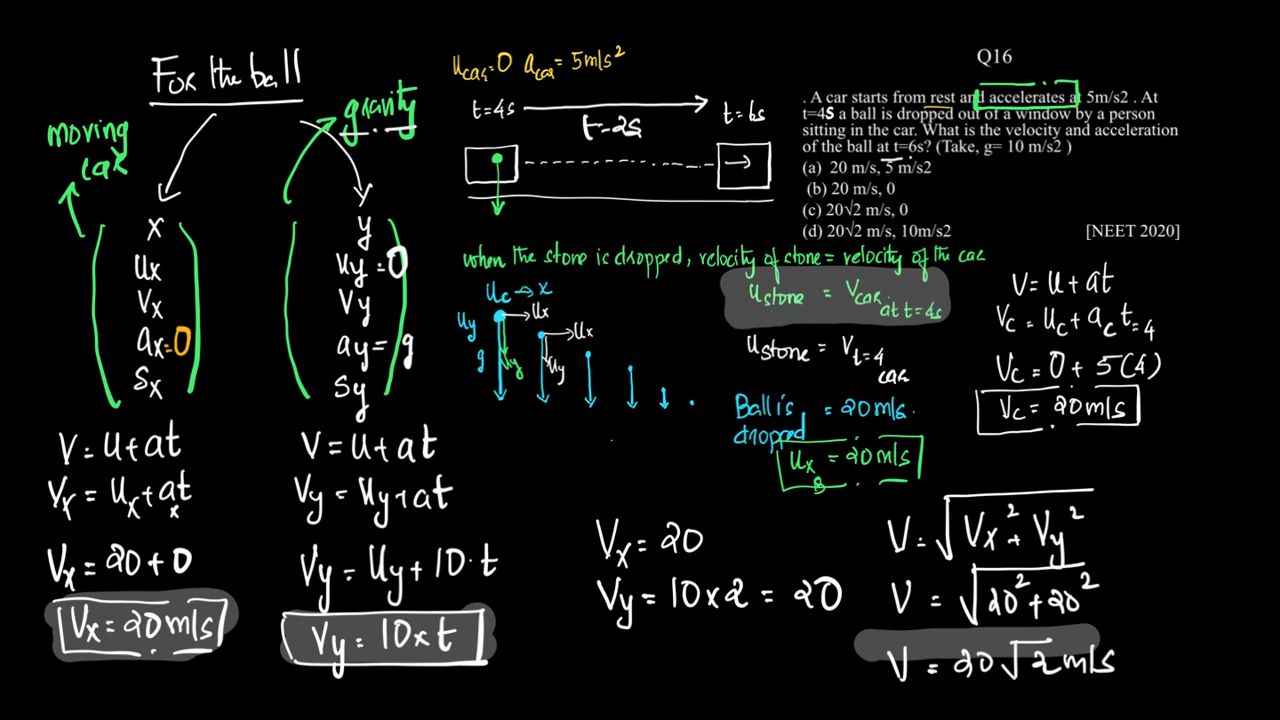 For the ball
gravity
moving
car
x
ux
vx
ax=0
sx
y
uy=0
vy
ay=g
sy
V=u+at
Vx=ux+axt
Vx=20+0
Vx=20m/s
V=u+at
Vy=uy+at
Vy=uy+10·t
Vy=10×t
ucar=0 acar=5m/s²
t=4s
t=6s
t=2s
Q16
. A car starts from rest and accelerates at 5m/s2 . At
t=4s a ball is dropped out of a window by a person
sitting in the car. What is the velocity and acceleration
of the ball at t=6s? (Take, g= 10 m/s2 )
(a) 20 m/s, 5 m/s2
(b) 20 m/s, 0
(c) 20√2 m/s, 0
(d) 20√2 m/s, 10m/s2
[NEET 2020]
when the stone is dropped, velocity of stone = velocity of the car
uc→x
uy
ux
g
vy
ux
vy
ustone = Vcar at t=4s
ustone = Vt=4 car
Ball is = 20m/s.
dropped
ux = 20m/s
B
V=u+at
Vc=uc+ac t=4
Vc=0+5(4)
Vc=20m/s
Vx=20
Vy=10×2=20
V=√Vx²+Vy²
V=√20²+20²
V=20√2m/s